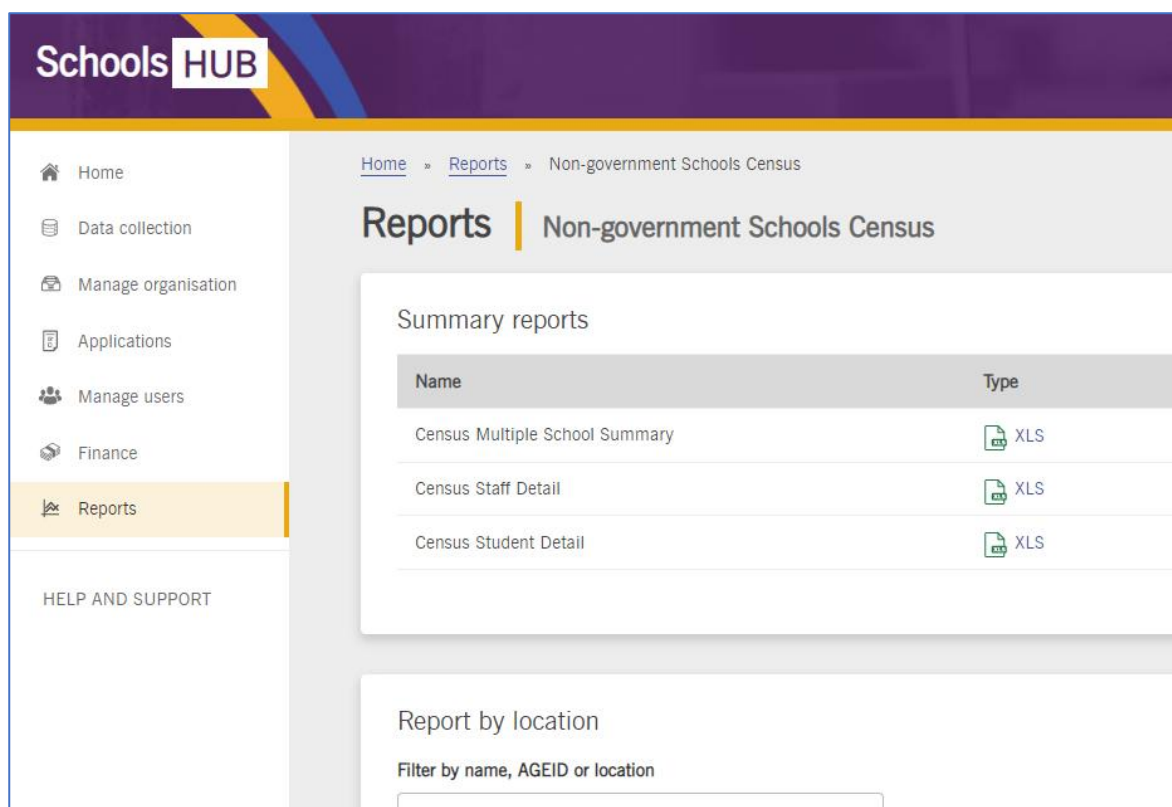 Schools HUB
Home
Data collection
Manage organisation
Applications
Manage users
Finance
Reports
HELP AND SUPPORT
Home » Reports » Non-government Schools Census
Reports | Non-government Schools Census
Summary reports
Name Type
Census Multiple School Summary XLS
Census Staff Detail XLS
Census Student Detail XLS
Report by location
Filter by name, AGEID or location